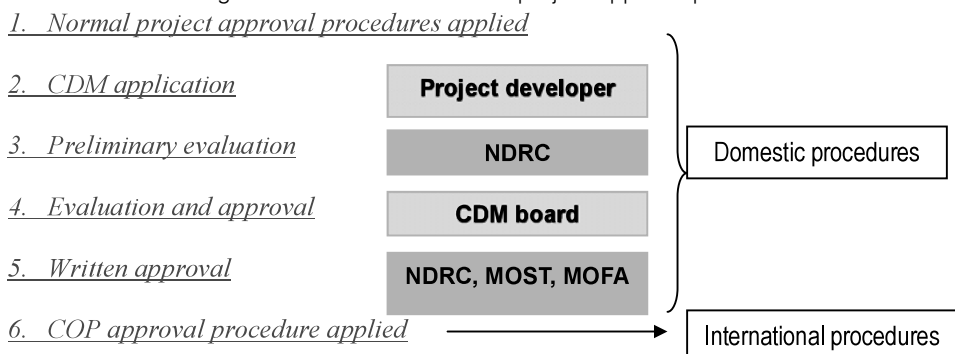 1. Normal project approval procedures applied
2. CDM application
Project developer
3. Preliminary evaluation
NDRC
Domestic procedures
4. Evaluation and approval
CDM board
5. Written approval
NDRC, MOST, MOFA
6. COP approval procedure applied
International procedures